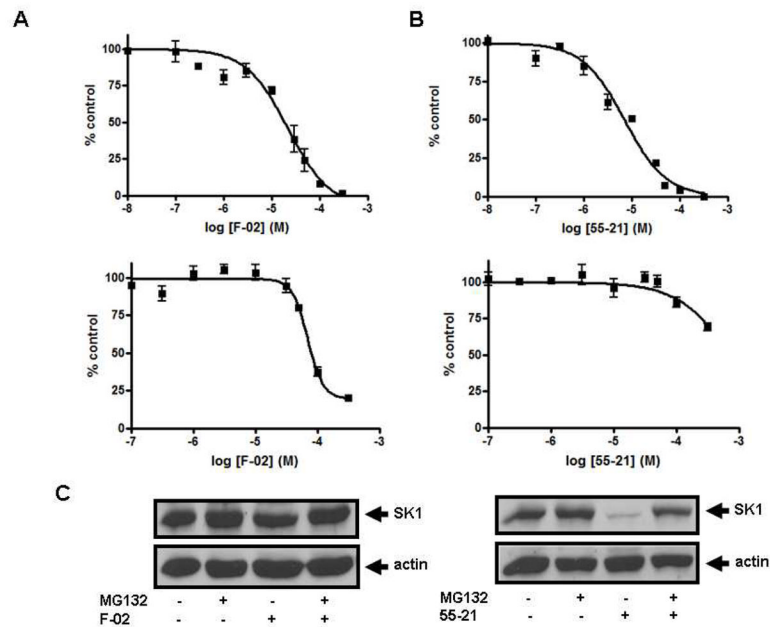 A
B
100
75
50
25
0
% control
-8 -7 -6 -5 -4 -3
log [F-02] (M)
100
75
50
25
0
% control
-8 -7 -6 -5 -4 -3
log [55-21] (M)
100
75
50
25
0
% control
-7 -6 -5 -4 -3
log [F-02] (M)
100
75
50
25
0
% control
-7 -6 -5 -4 -3
log [55-21] (M)
C
SK1
actin
MG132 - + - +
F-02 - - + +
SK1
actin
MG132 - + - +
55-21 - - + +